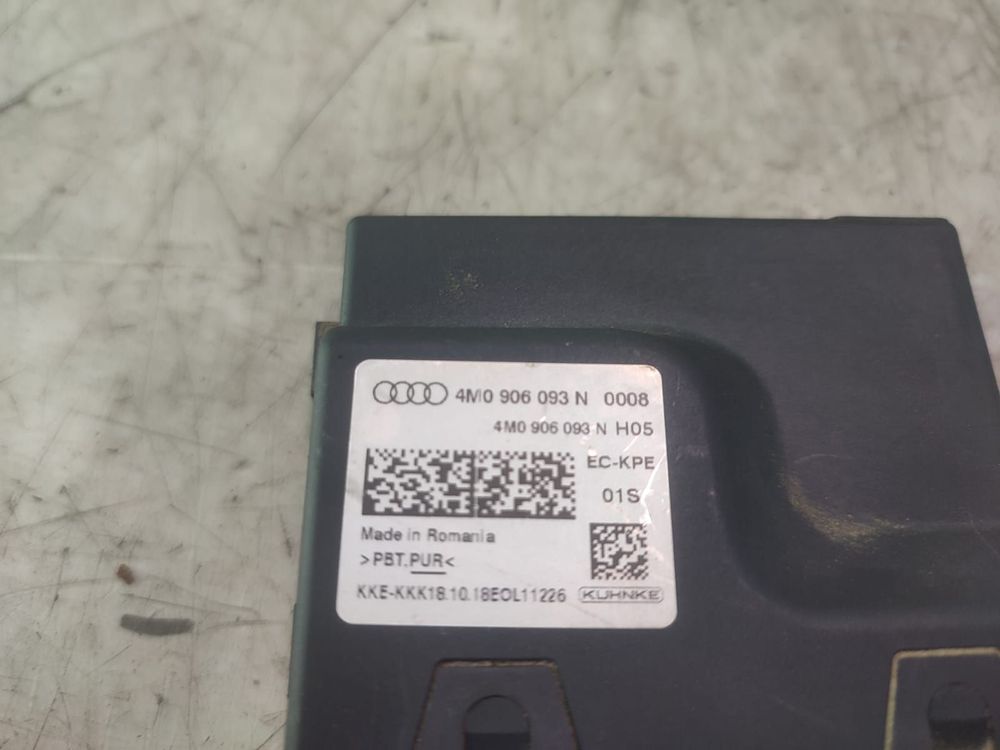 4M0 906 093 N 0008
4M0 906 093 N H05
EC-KPE
01S
Made in Romania
>PBT.PUR<
KKE-KKK18.10.18EOL11226
KUHNKE